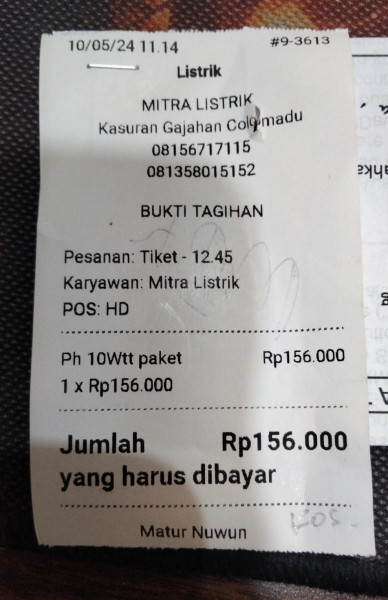 10/05/24 11.14 #9-3613
Listrik
MITRA LISTRIK
Kasuran Gajahan Colomadu
08156717115
081358015152
BUKTI TAGIHAN
Pesanan: Tiket - 12.45
Karyawan: Mitra Listrik
POS: HD
Ph 10Wtt paket Rp156.000
1 x Rp156.000
Jumlah Rp156.000
yang harus dibayar
Matur Nuwun